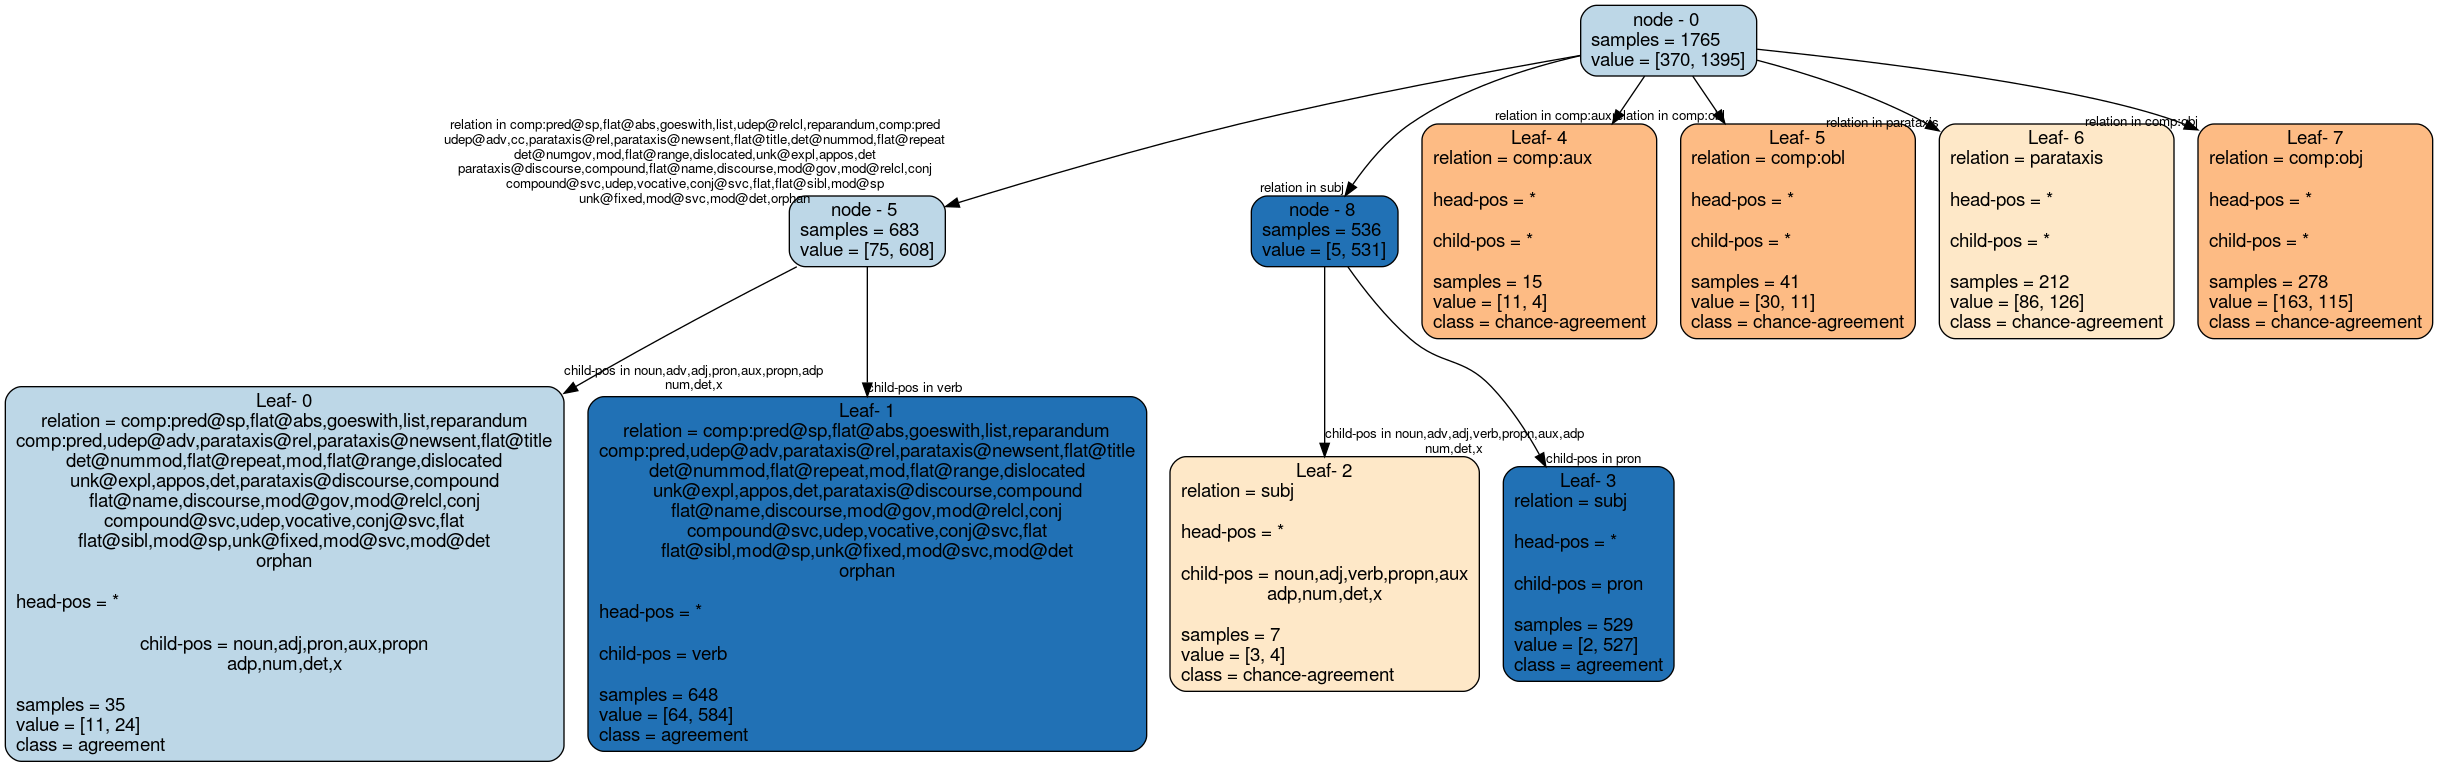 node - 0
samples = 1765
value = [370, 1395]
relation in comp:pred@sp,flat@abs,goeswith,list,udep@relcl,reparandum,comp:pred
udep@adv,cc,parataxis@rel,parataxis@newsent,flat@title,det@nummod,flat@repeat
det@numgov,mod,flat@range,dislocated,unk@expl,appos,det
parataxis@discourse,compound,flat@name,discourse,mod@gov,mod@relcl,conj
compound@svc,udep,vocative,conj@svc,flat,flat@sibl,mod@sp
unk@fixed,mod@svc,mod@det,orphan
relation in subj
relation in comp:aux
relation in comp:obl
relation in parataxis
relation in comp:obj
node - 5
samples = 683
value = [75, 608]
node - 8
samples = 536
value = [5, 531]
Leaf- 4
relation = comp:aux
head-pos = *
child-pos = *
samples = 15
value = [11, 4]
class = chance-agreement
Leaf- 5
relation = comp:obl
head-pos = *
child-pos = *
samples = 41
value = [30, 11]
class = chance-agreement
Leaf- 6
relation = parataxis
head-pos = *
child-pos = *
samples = 212
value = [86, 126]
class = chance-agreement
Leaf- 7
relation = comp:obj
head-pos = *
child-pos = *
samples = 278
value = [163, 115]
class = chance-agreement
child-pos in noun,adv,adj,pron,aux,propn,adp
num,det,x
child-pos in verb
child-pos in noun,adv,adj,verb,propn,aux,adp
num,det,x
child-pos in pron
Leaf- 0
relation = comp:pred@sp,flat@abs,goeswith,list,reparandum
comp:pred,udep@adv,parataxis@rel,parataxis@newsent,flat@title
det@nummod,flat@repeat,mod,flat@range,dislocated
unk@expl,appos,det,parataxis@discourse,compound
flat@name,discourse,mod@gov,mod@relcl,conj
compound@svc,udep,vocative,conj@svc,flat
flat@sibl,mod@sp,unk@fixed,mod@svc,mod@det
orphan
head-pos = *
child-pos = noun,adj,pron,aux,propn
adp,num,det,x
samples = 35
value = [11, 24]
class = agreement
Leaf- 1
relation = comp:pred@sp,flat@abs,goeswith,list,reparandum
comp:pred,udep@adv,parataxis@rel,parataxis@newsent,flat@title
det@nummod,flat@repeat,mod,flat@range,dislocated
unk@expl,appos,det,parataxis@discourse,compound
flat@name,discourse,mod@gov,mod@relcl,conj
compound@svc,udep,vocative,conj@svc,flat
flat@sibl,mod@sp,unk@fixed,mod@svc,mod@det
orphan
head-pos = *
child-pos = verb
samples = 648
value = [64, 584]
class = agreement
Leaf- 2
relation = subj
head-pos = *
child-pos = noun,adj,verb,propn,aux
adp,num,det,x
samples = 7
value = [3, 4]
class = chance-agreement
Leaf- 3
relation = subj
head-pos = *
child-pos = pron
samples = 529
value = [2, 527]
class = agreement